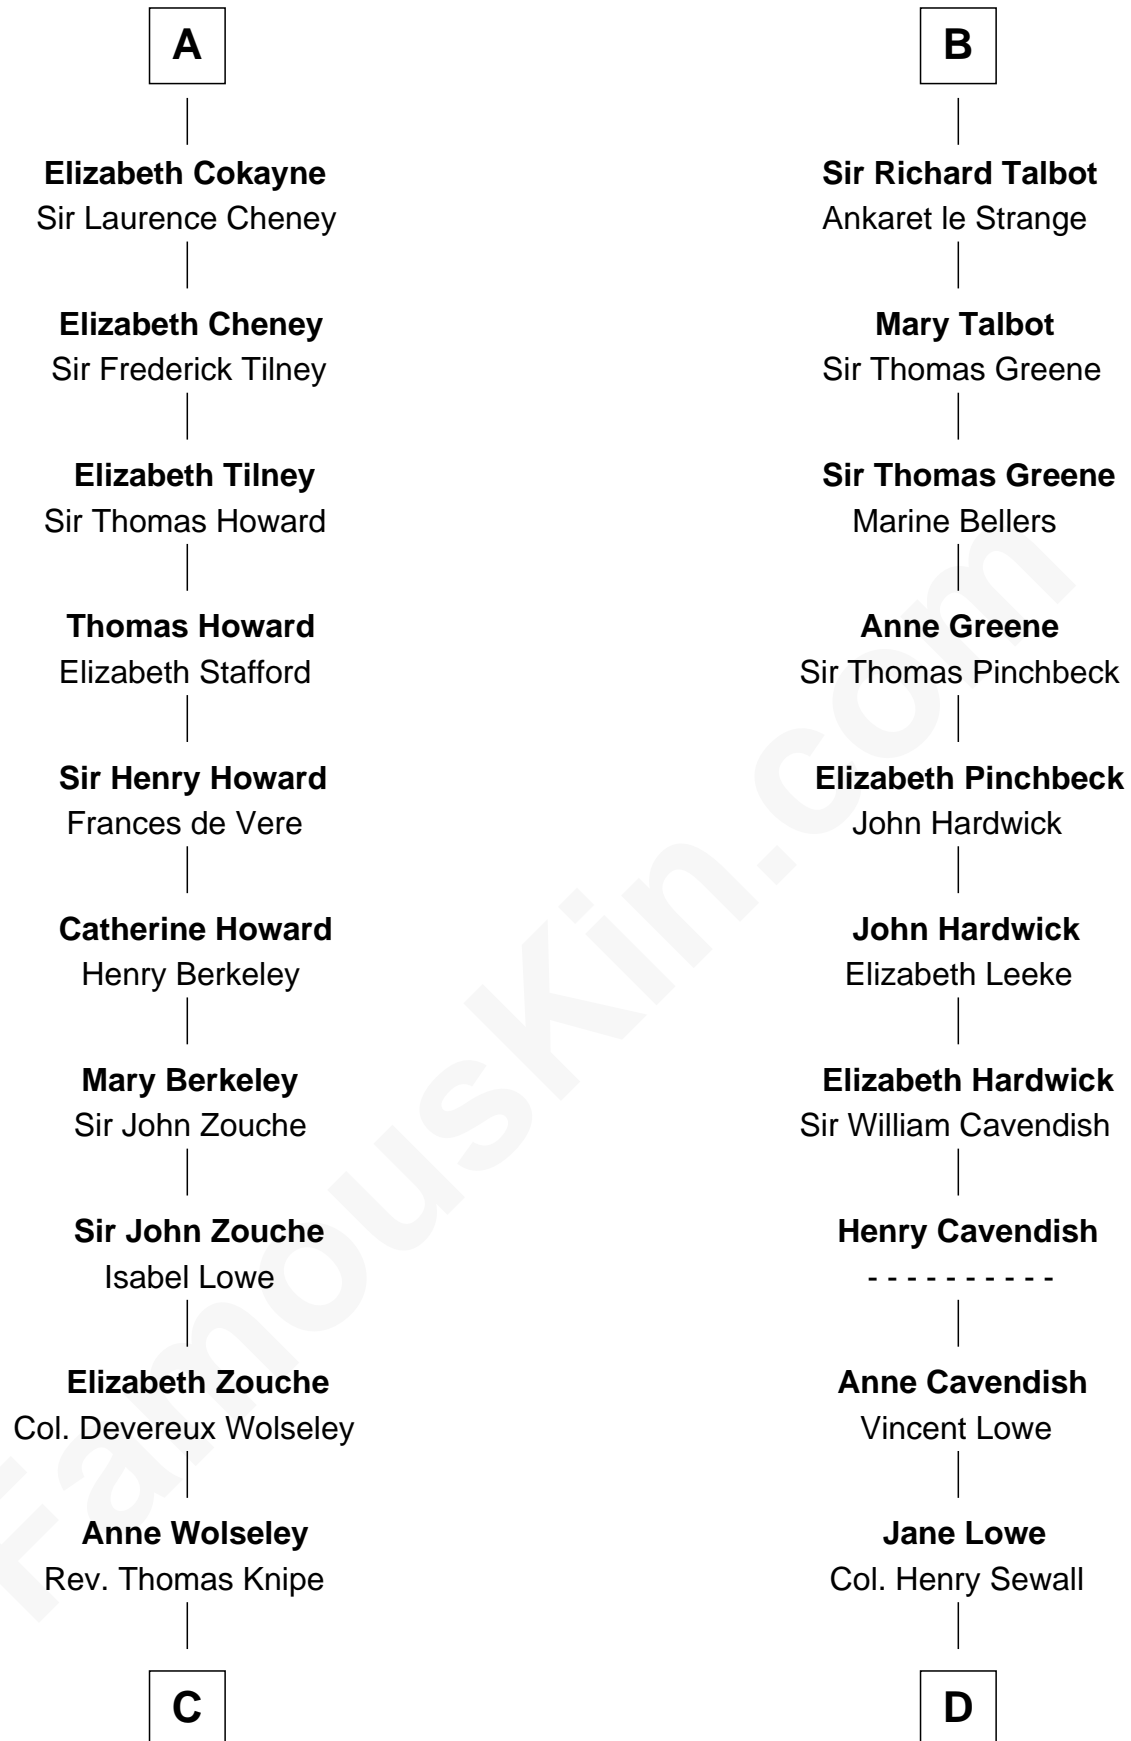 A
Elizabeth Cokayne
Sir Laurence Cheney
Elizabeth Cheney
Sir Frederick Tilney
Elizabeth Tilney
Sir Thomas Howard
Thomas Howard
Elizabeth Stafford
Sir Henry Howard
Frances de Vere
Catherine Howard
Henry Berkeley
Mary Berkeley
Sir John Zouche
Sir John Zouche
Isabel Lowe
Elizabeth Zouche
Col. Devereux Wolseley
Anne Wolseley
Rev. Thomas Knipe
C
B
Sir Richard Talbot
Ankaret le Strange
Mary Talbot
Sir Thomas Greene
Sir Thomas Greene
Marine Bellers
Anne Greene
Sir Thomas Pinchbeck
Elizabeth Pinchbeck
John Hardwick
John Hardwick
Elizabeth Leeke
Elizabeth Hardwick
Sir William Cavendish
Henry Cavendish
- - - - - - - - - -
Anne Cavendish
Vincent Lowe
Jane Lowe
Col. Henry Sewall
D
FamousKin.com